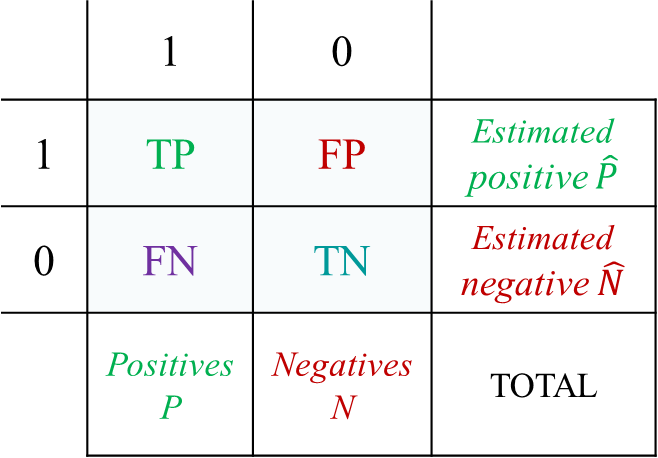 1 0
1 TP FP Estimated
positive P̂
0 FN TN Estimated
negative N̂
Positives
P
Negatives
N
TOTAL